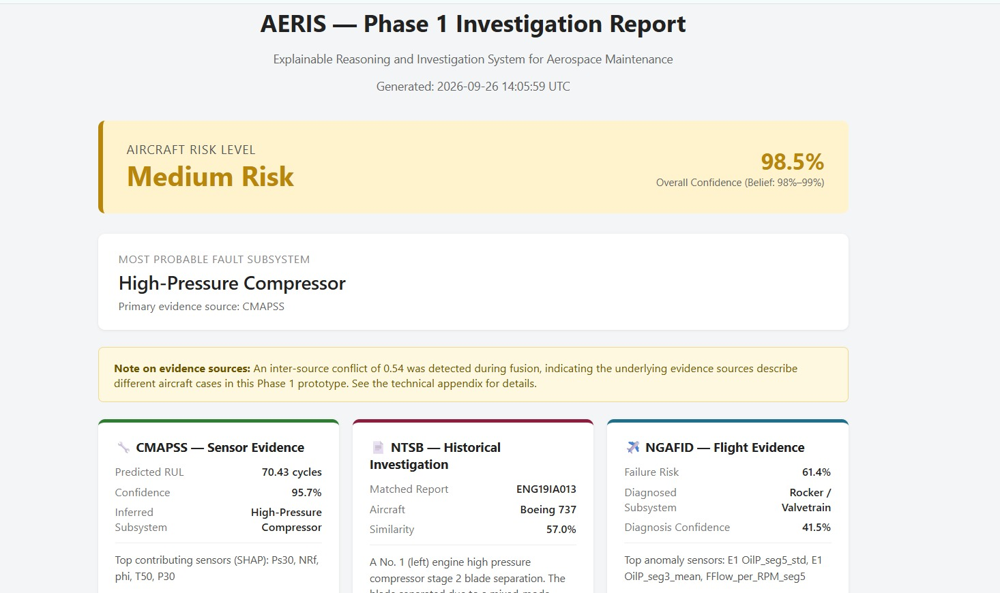 AERIS — Phase 1 Investigation Report
Explainable Reasoning and Investigation System for Aerospace Maintenance
Generated: 2026-09-26 14:05:59 UTC
AIRCRAFT RISK LEVEL
Medium Risk
98.5%
Overall Confidence (Belief: 98%–99%)
MOST PROBABLE FAULT SUBSYSTEM
High-Pressure Compressor
Primary evidence source: CMAPSS
Note on evidence sources: An inter-source conflict of 0.54 was detected during fusion, indicating the underlying evidence sources describe
different aircraft cases in this Phase 1 prototype. See the technical appendix for details.
CMAPSS — Sensor Evidence
Predicted RUL 70.43 cycles
Confidence 95.7%
Inferred High-Pressure
Subsystem Compressor
Top contributing sensors (SHAP): Ps30, NRf,
phi, T50, P30
NTSB — Historical
Investigation
Matched Report ENG19IA013
Aircraft Boeing 737
Similarity 57.0%
A No. 1 (left) engine high pressure
compressor stage 2 blade separation. The
blade separated due to a mixed-mode
NGAFID — Flight Evidence
Failure Risk 61.4%
Diagnosed Rocker /
Subsystem Valvetrain
Diagnosis Confidence 41.5%
Top anomaly sensors: E1 OilP_seg5_std, E1
OilP_seg3_mean, FFlow_per_RPM_seg5